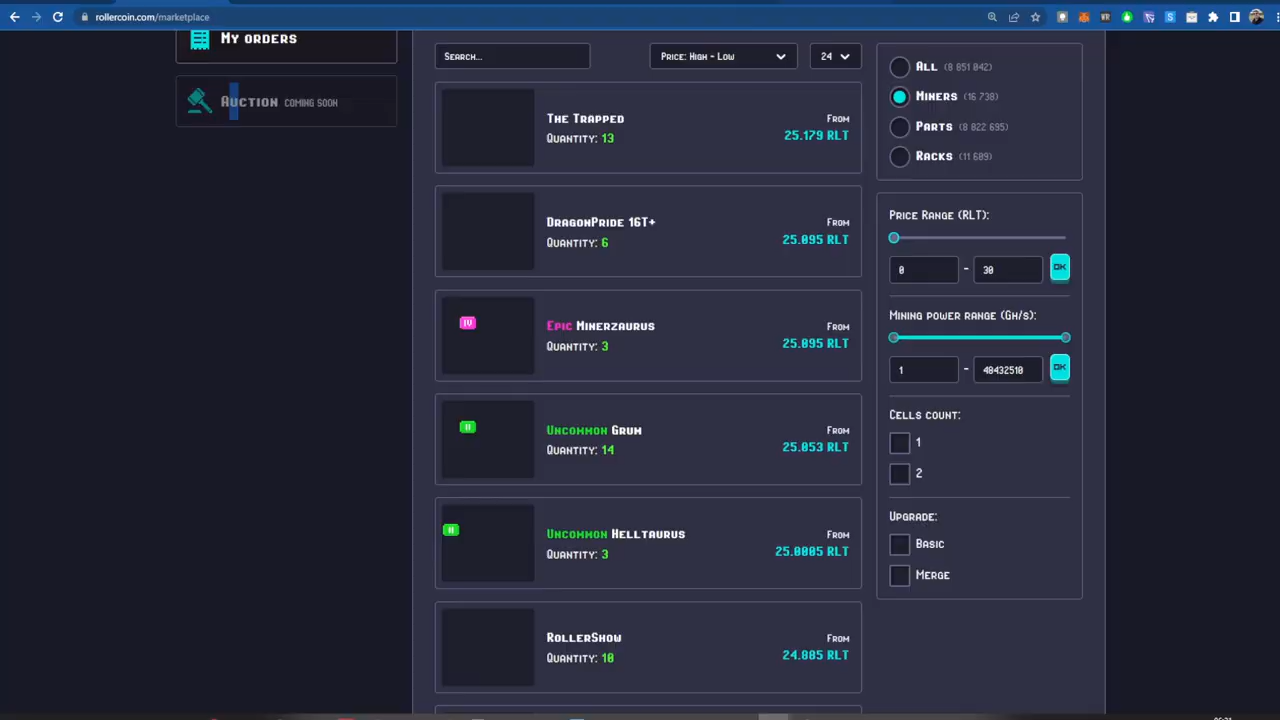 rollercoin.com/marketplace
My orders
Auction coming soon
Search...
Price: High - Low
24
The Trapped
Quantity: 13
From
25.179 RLT
DragonPride 16T+
Quantity: 6
From
25.095 RLT
IV
Epic Minerzaurus
Quantity: 3
From
25.095 RLT
II
Uncommon Grum
Quantity: 14
From
25.053 RLT
II
Uncommon Helltaurus
Quantity: 3
From
25.0005 RLT
RollerShow
Quantity: 10
From
24.885 RLT
All (8 851 042)
Miners (16 738)
Parts (8 822 695)
Racks (11 609)
Price Range (RLT):
0 - 30 OK
Mining power range (Gh/s):
1 - 40432510 OK
Cells count:
1
2
Upgrade:
Basic
Merge